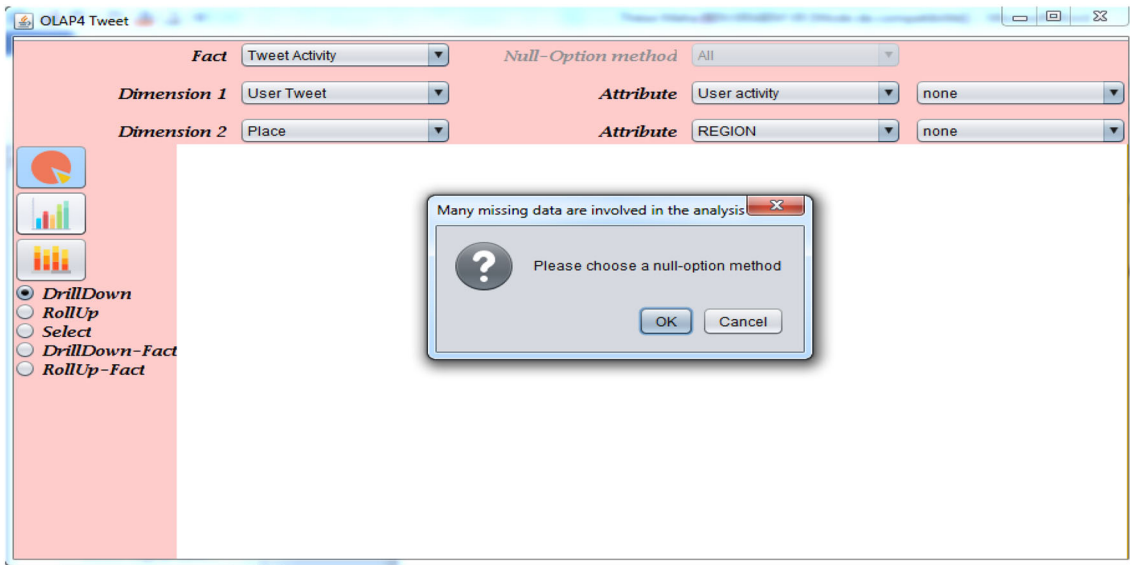 OLAP4 Tweet
Fact Tweet Activity Null-Option method All
Dimension 1 User Tweet Attribute User activity none
Dimension 2 Place Attribute REGION none
Many missing data are involved in the analysis
Please choose a null-option method
OK Cancel
DrillDown
RollUp
Select
DrillDown-Fact
RollUp-Fact